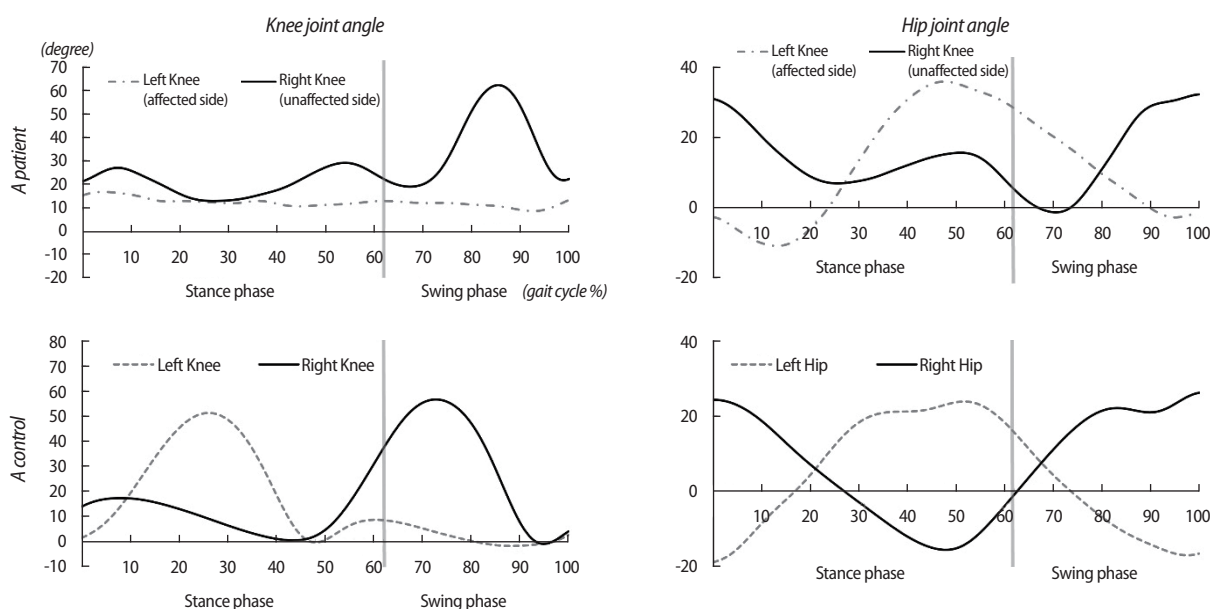 Knee joint angle
(degree)
A patient
70
60
50
40
30
20
10
0
-10
-20
Left Knee
(affected side)
Right Knee
(unaffected side)
10 20 30 40 50 60 70 80 90 100
Stance phase Swing phase (gait cycle %)
Hip joint angle
40
20
0
-20
Left Knee
(affected side)
Right Knee
(unaffected side)
10 20 30 40 50 60 70 80 90 100
Stance phase Swing phase
A control
80
70
60
50
40
30
20
10
0
-10
Left Knee Right Knee
10 20 30 40 50 60 70 80 90 100
Stance phase Swing phase
40
20
0
-20
Left Hip Right Hip
10 20 30 40 50 60 70 80 90 100
Stance phase Swing phase